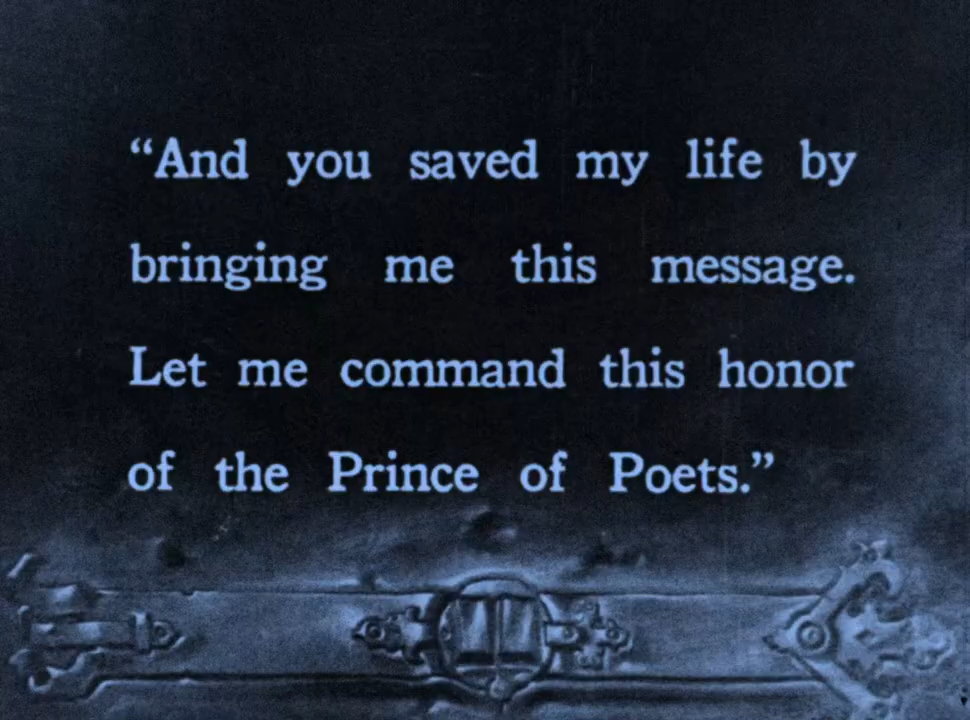 “And you saved my life by
bringing me this message.
Let me command this honor
of the Prince of Poets.”